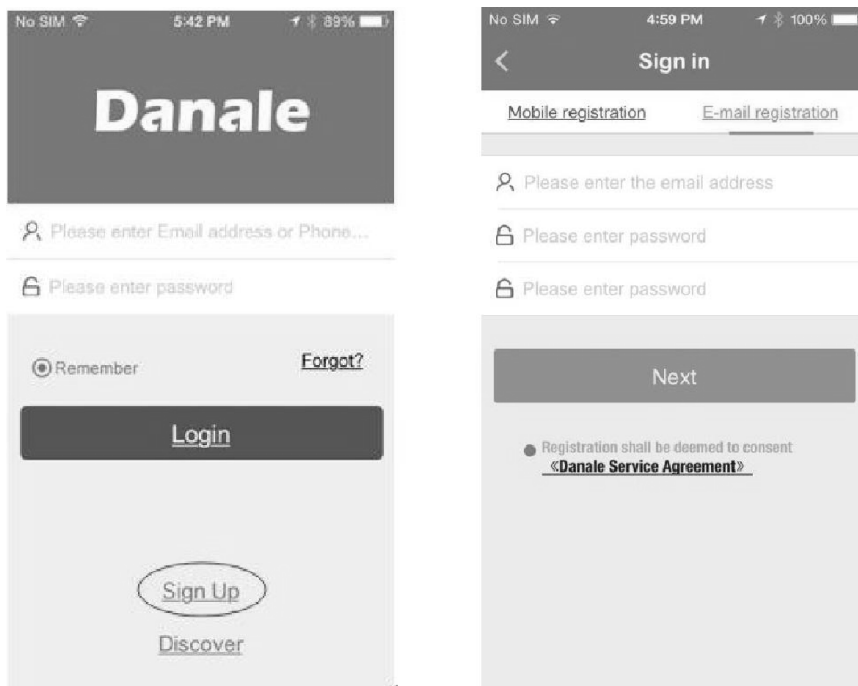 No SIM 5:42 PM 89%
Danale
Please enter Email address or Phone...
Please enter password
Remember
Forgot?
Login
Sign Up
Discover
No SIM 4:59 PM 100%
Sign in
Mobile registration E-mail registration
Please enter the email address
Please enter password
Please enter password
Next
Registration shall be deemed to consent
《Danale Service Agreement》